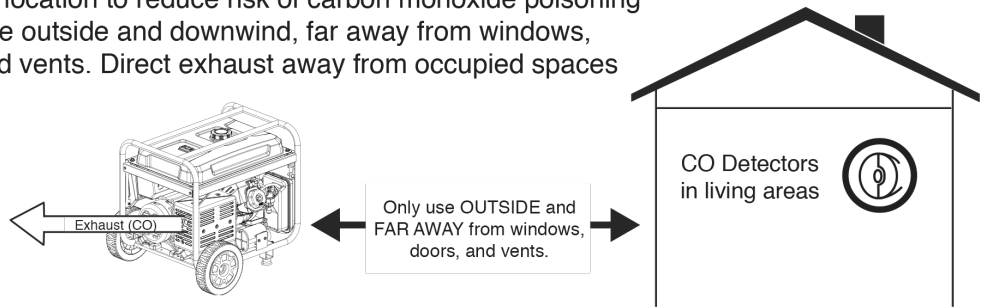 location to reduce risk of carbon monoxide poisoning
outside and downwind, far away from windows,
vents. Direct exhaust away from occupied spaces
CO Detectors
in living areas
Exhaust (CO)
Only use OUTSIDE and
FAR AWAY from windows,
doors, and vents.